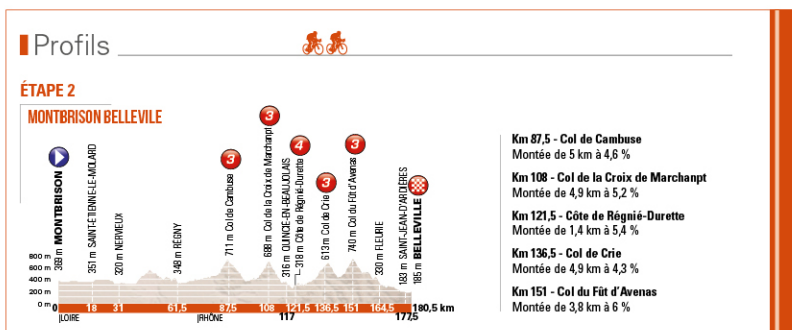 Profils
ÉTAPE 2
MONTBRISON BELLEVILE
3
3
4
3
3
369 m MONTBRISON
351 m SAINT-ÉTIENNE-LE-MOLARD
320 m NERVIEUX
348 m RÉGNY
711 m Col de Cambuse
688 m Col de la Croix de Marchanpt
316 m QUINCIÉ-EN-BEAUJOLAIS
318 m Côte de Régnié-Durette
613 m Col de Crie
740 m Col du Fût d'Avenas
330 m FLEURIE
183 m SAINT-JEAN-D'ARDIÈRES
185 m BELLEVILLE
800 m
600 m
400 m
200 m
0 m
0 18 31 61,5 87,5 108 121,5 136,5 151 164,5 180,5 km
LOIRE RHÔNE 117 177,5
Km 87,5 - Col de Cambuse
Montée de 5 km à 4,6 %
Km 108 - Col de la Croix de Marchanpt
Montée de 4,9 km à 5,2 %
Km 121,5 - Côte de Régnié-Durette
Montée de 1,4 km à 5,4 %
Km 136,5 - Col de Crie
Montée de 4,9 km à 4,3 %
Km 151 - Col du Fût d'Avenas
Montée de 3,8 km à 6 %